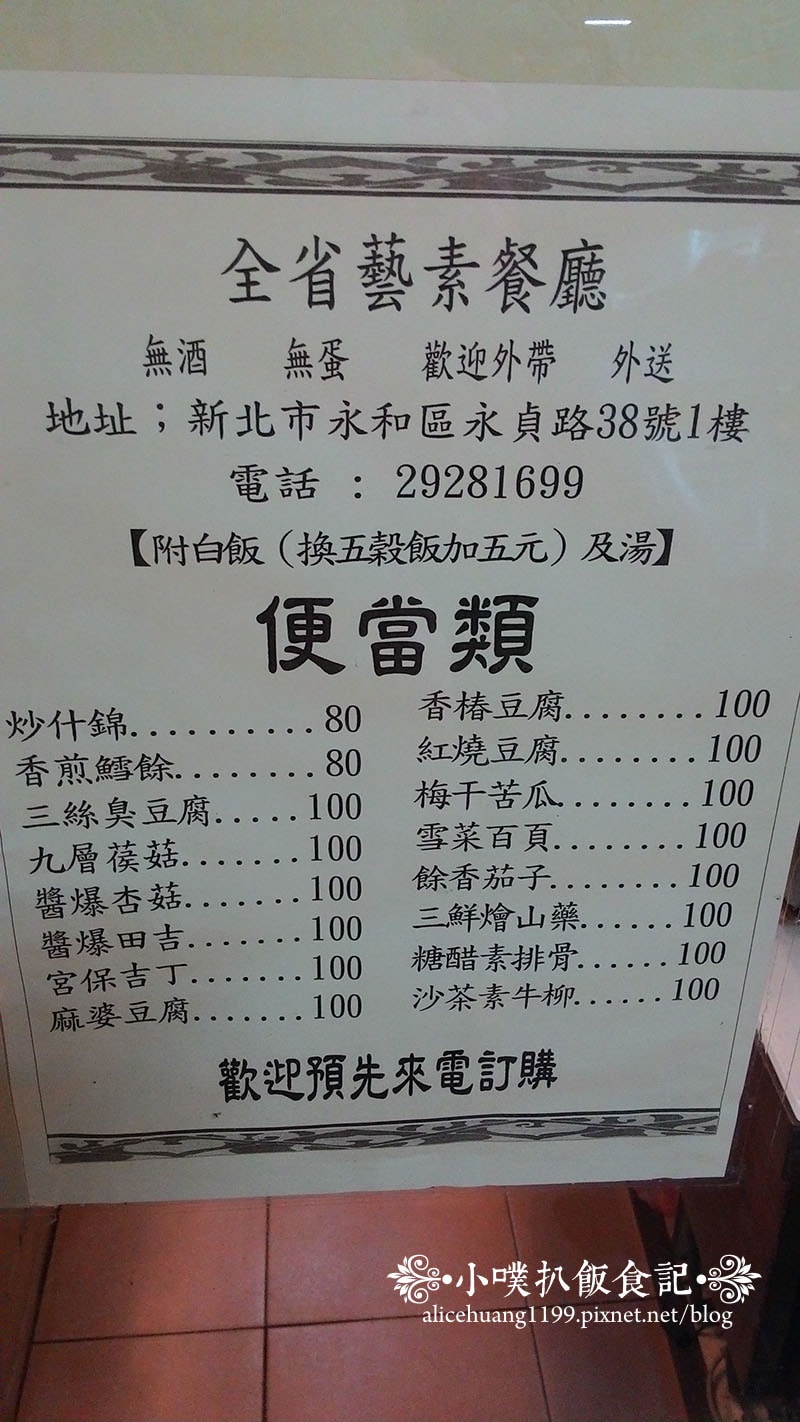 全省藝素餐廳
無酒 無蛋 歡迎外帶 外送
地址；新北市永和區永貞路38號1樓
電話 : 29281699
【附白飯（換五穀飯加五元）及湯】
便當類
炒什錦..........80
香煎鱈餘........80
三絲臭豆腐.....100
九層蒝菇.......100
醬爆杏菇.......100
醬爆田吉.......100
宮保吉丁.......100
麻婆豆腐.......100
香椿豆腐........100
紅燒豆腐........100
梅干苦瓜........100
雪菜百頁........100
餘香茄子........100
三鮮燴山藥......100
糖醋素排骨......100
沙茶素牛柳......100
歡迎預先來電訂購
小噗扒飯食記
alicehuang1199.pixnet.net/blog